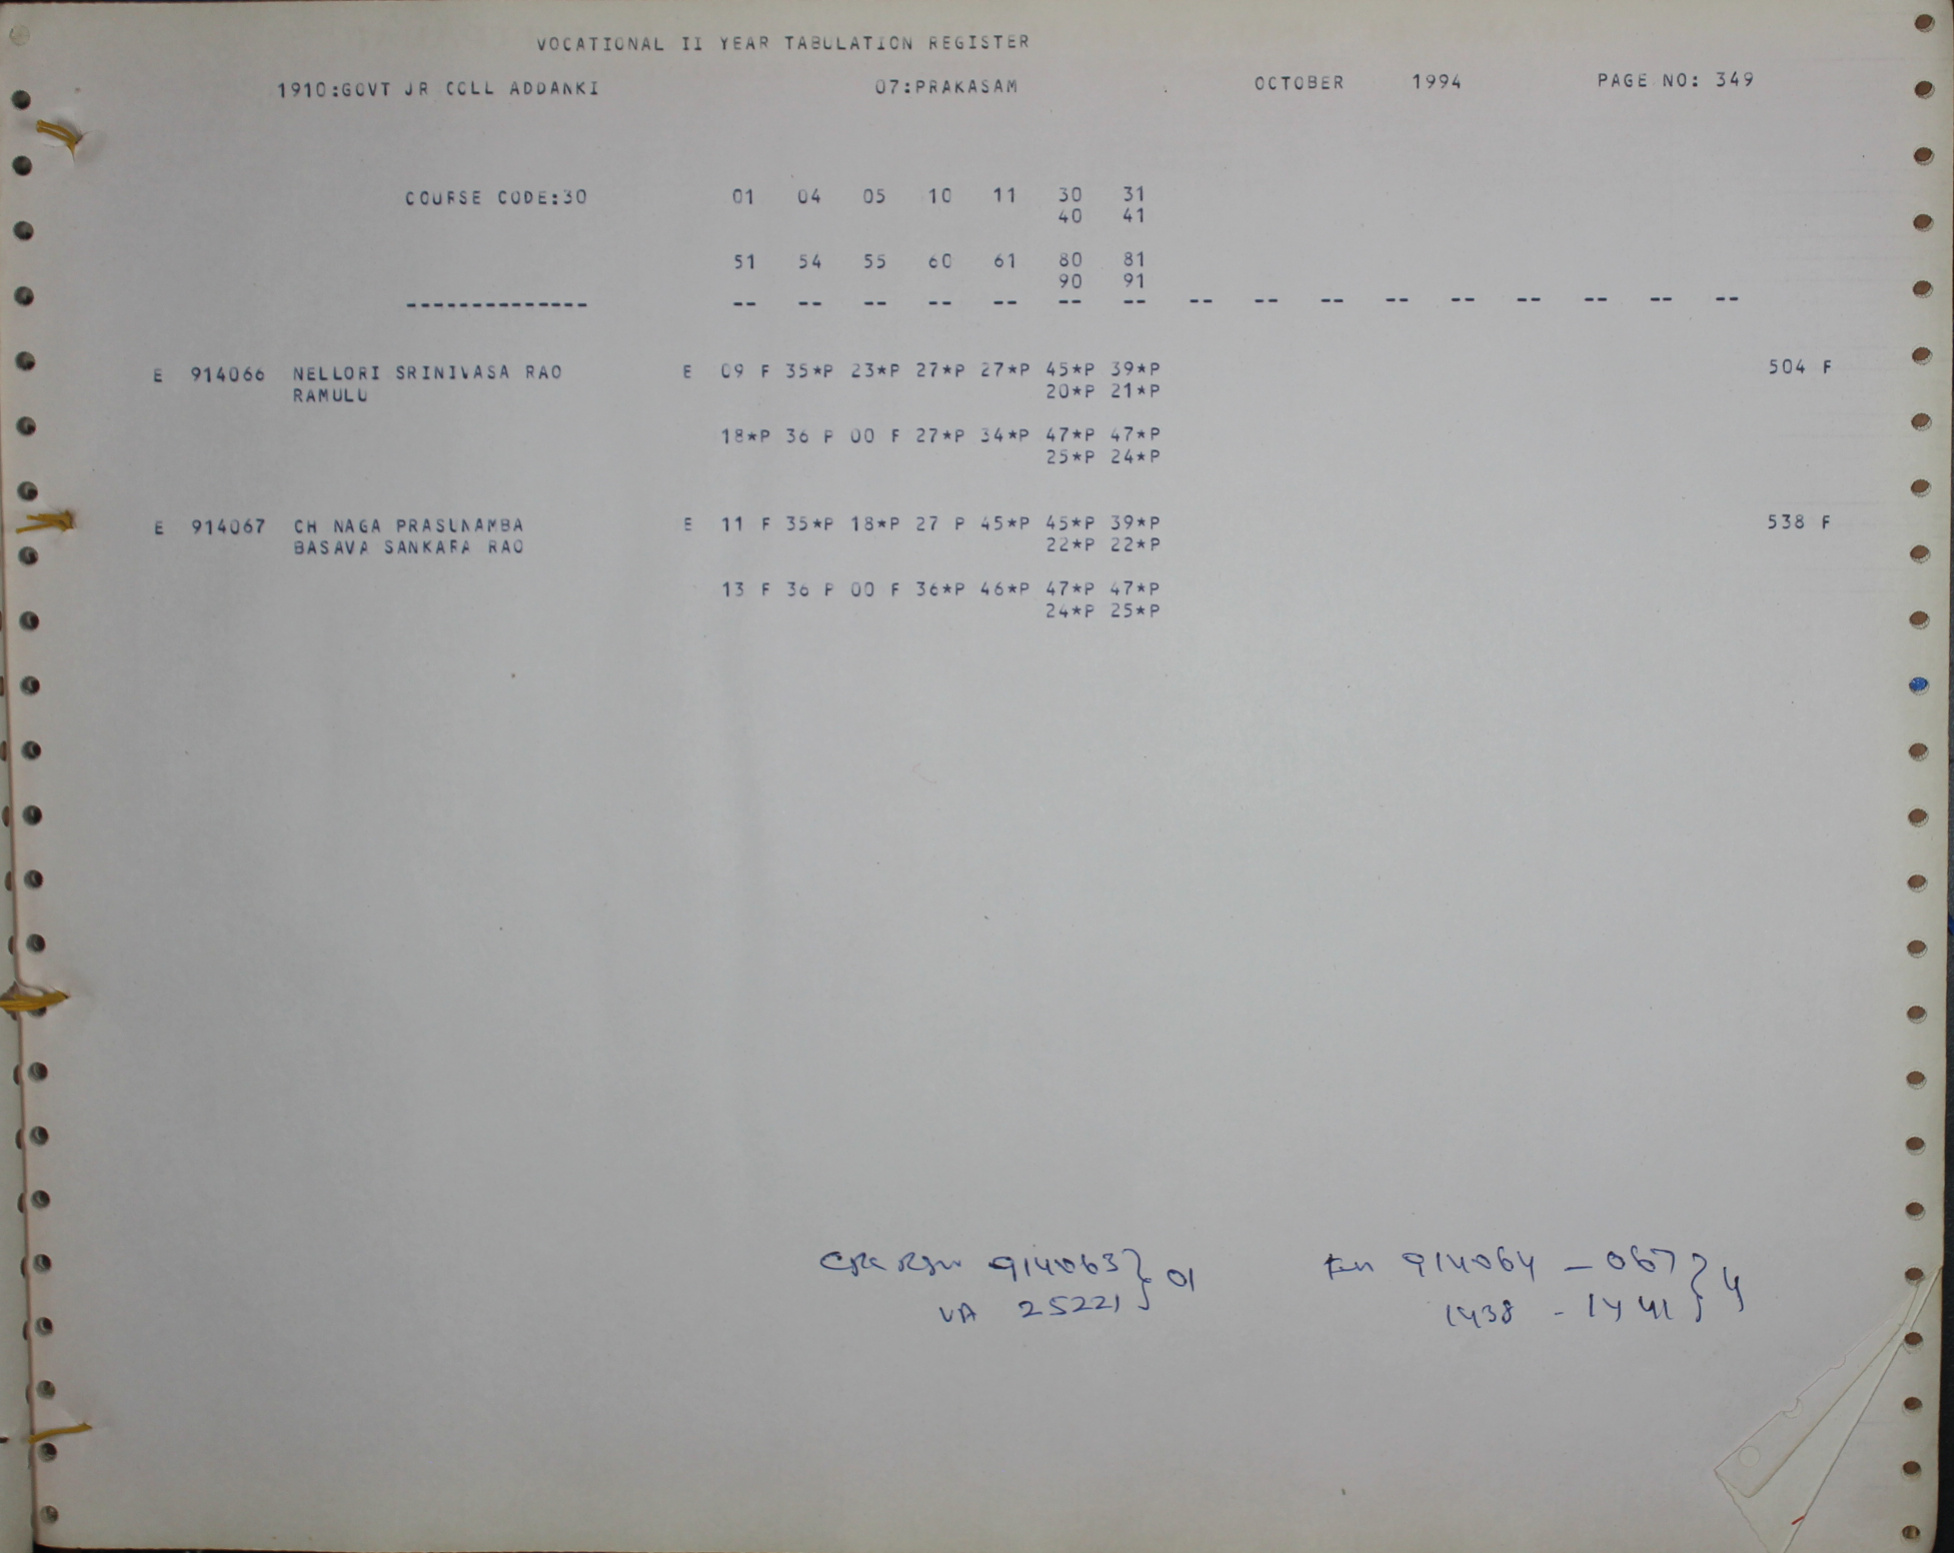 VOCATIONAL II YEAR TABULATION REGISTER
1910:GOVT JR COLL ADDANKI 07:PRAKASAM OCTOBER 1994 PAGE NO: 349
COURSE CODE:30 01 04 05 10 11 30 31
40 41
51 54 55 60 61 80 81
90 91
-------------- -- -- -- -- -- -- -- -- -- -- -- -- -- -- -- --
E 914066 NELLORI SRINIVASA RAO E 09 F 35*P 23*P 27*P 27*P 45*P 39*P 504 F
RAMULU 20*P 21*P
18*P 36 P 00 F 27*P 34*P 47*P 47*P
25*P 24*P
E 914067 CH NAGA PRASUNAMBA E 11 F 35*P 18*P 27 P 45*P 45*P 39*P 538 F
BASAVA SANKARA RAO 22*P 22*P
13 F 36 P 00 F 36*P 46*P 47*P 47*P
24*P 25*P
914063 } 01 914064 - 067 } 4
VA 25221 1438 - 1441